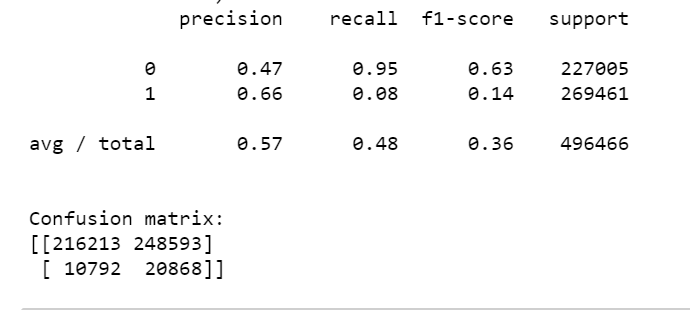 precision recall f1-score support
0 0.47 0.95 0.63 227005
1 0.66 0.08 0.14 269461
avg / total 0.57 0.48 0.36 496466
Confusion matrix:
[[216213 248593]
[ 10792 20868]]